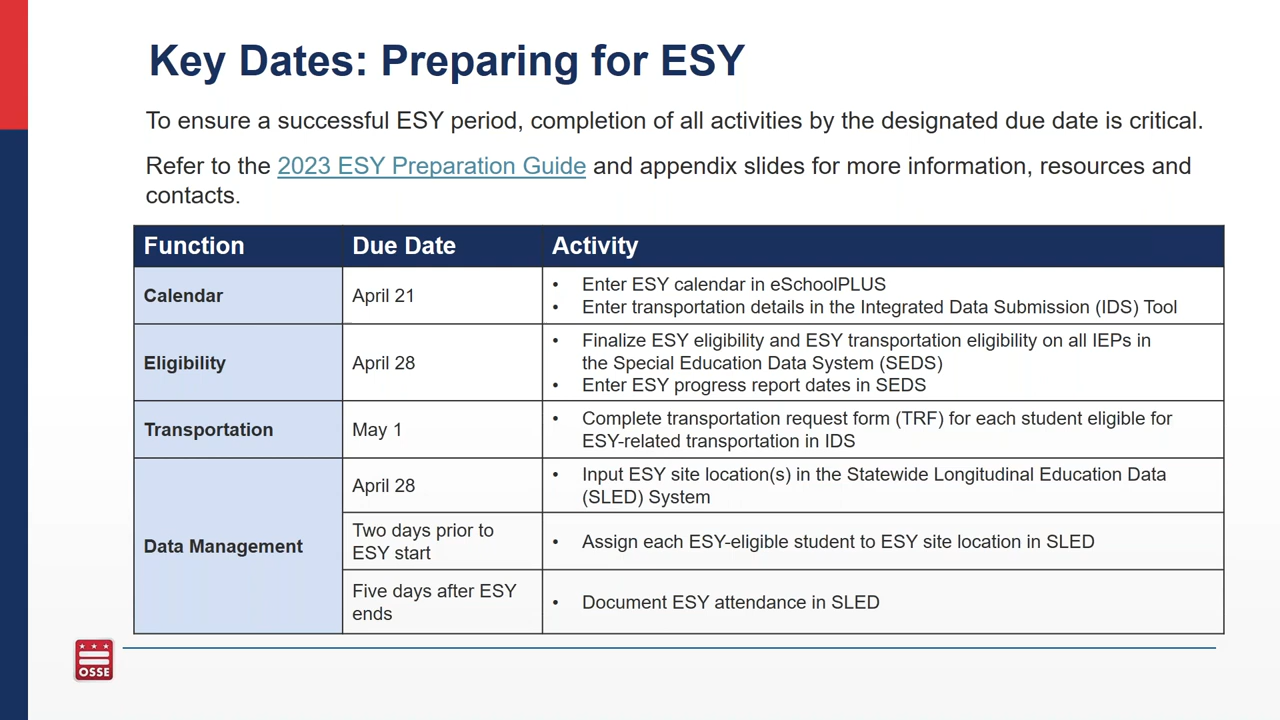 Key Dates: Preparing for ESY
To ensure a successful ESY period, completion of all activities by the designated due date is critical.
Refer to the 2023 ESY Preparation Guide and appendix slides for more information, resources and
contacts.
Function Due Date Activity
Calendar
April 21
• Enter ESY calendar in eSchoolPLUS
• Enter transportation details in the Integrated Data Submission (IDS) Tool
Eligibility
April 28
• Finalize ESY eligibility and ESY transportation eligibility on all IEPs in
the Special Education Data System (SEDS)
• Enter ESY progress report dates in SEDS
Transportation
May 1
• Complete transportation request form (TRF) for each student eligible for
ESY-related transportation in IDS
Data Management
April 28
• Input ESY site location(s) in the Statewide Longitudinal Education Data
(SLED) System
Two days prior to
ESY start
• Assign each ESY-eligible student to ESY site location in SLED
Five days after ESY
ends
• Document ESY attendance in SLED
OSSE